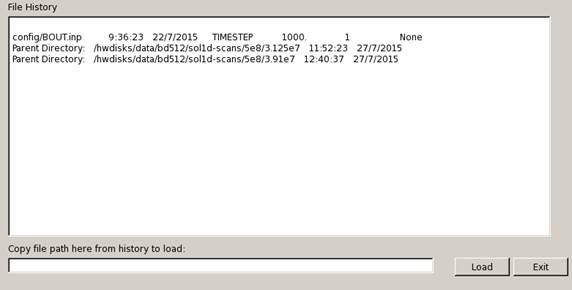 File History
config/BOUT.inp 9:36:23 22/7/2015 TIMESTEP 1000. 1 None
Parent Directory: /hwdisks/data/bd512/sol1d-scans/5e8/3.125e7 11:52:23 27/7/2015
Parent Directory: /hwdisks/data/bd512/sol1d-scans/5e8/3.91e7 12:40:37 27/7/2015
Copy file path here from history to load:
Load Exit